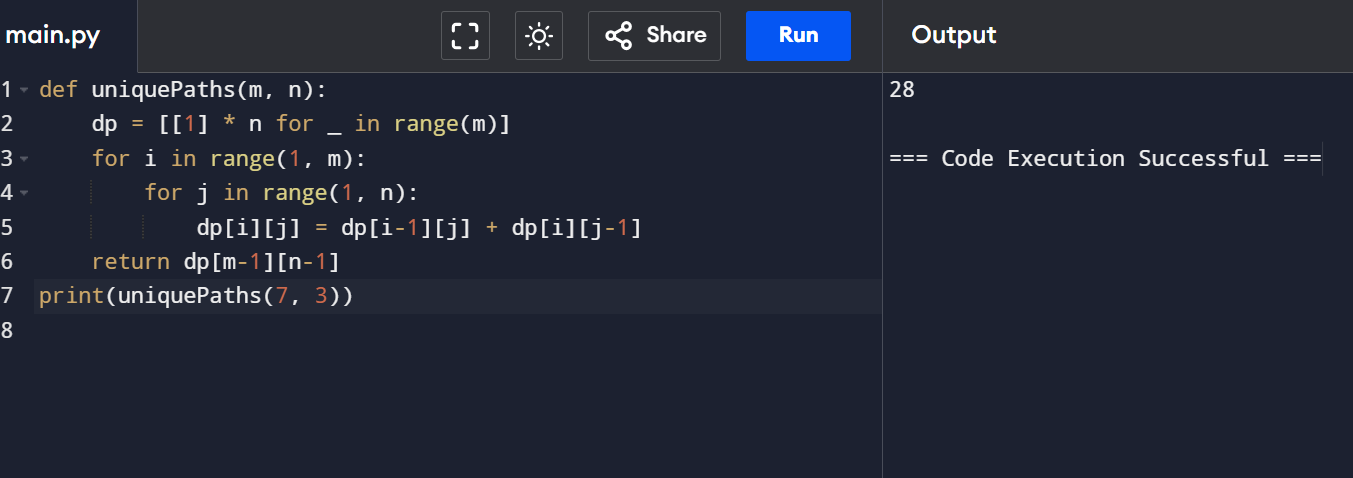 main.py
Share
Run
Output
1 def uniquePaths(m, n):
2     dp = [[1] * n for _ in range(m)]
3     for i in range(1, m):
4         for j in range(1, n):
5             dp[i][j] = dp[i-1][j] + dp[i][j-1]
6     return dp[m-1][n-1]
7 print(uniquePaths(7, 3))
8
28
=== Code Execution Successful ===